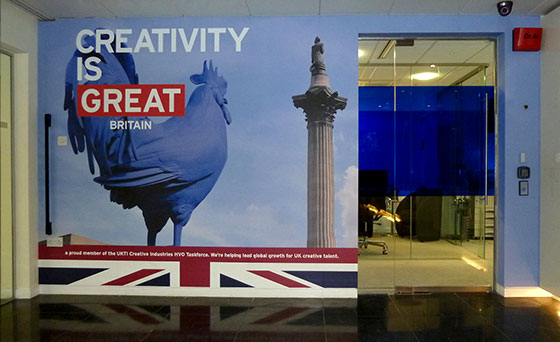 CREATIVITY
IS
GREAT
BRITAIN
a proud member of the UKTI Creative Industries HVO Taskforce. We're helping lead global growth for UK creative talent.